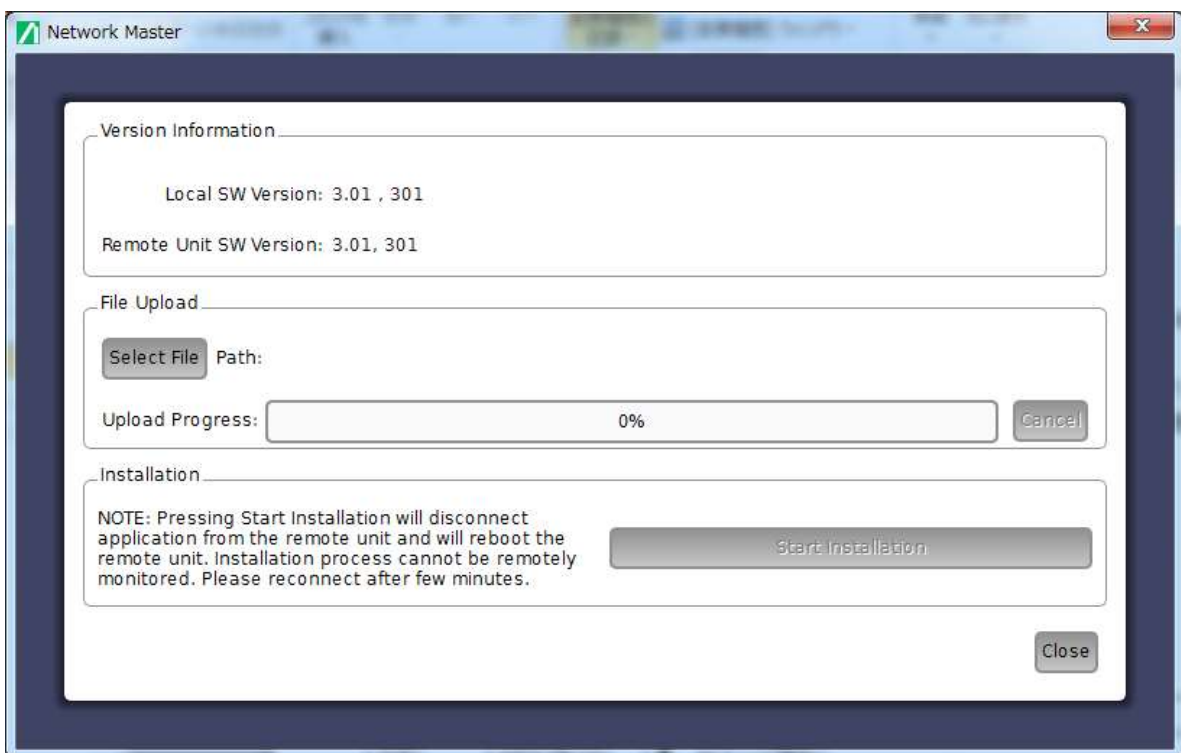 Network Master
Version Information
Local SW Version: 3.01 , 301
Remote Unit SW Version: 3.01, 301
File Upload
Select File Path:
Upload Progress: 0% Cancel
Installation
NOTE: Pressing Start Installation will disconnect
application from the remote unit and will reboot the
remote unit. Installation process cannot be remotely
monitored. Please reconnect after few minutes.
Start Installation
Close